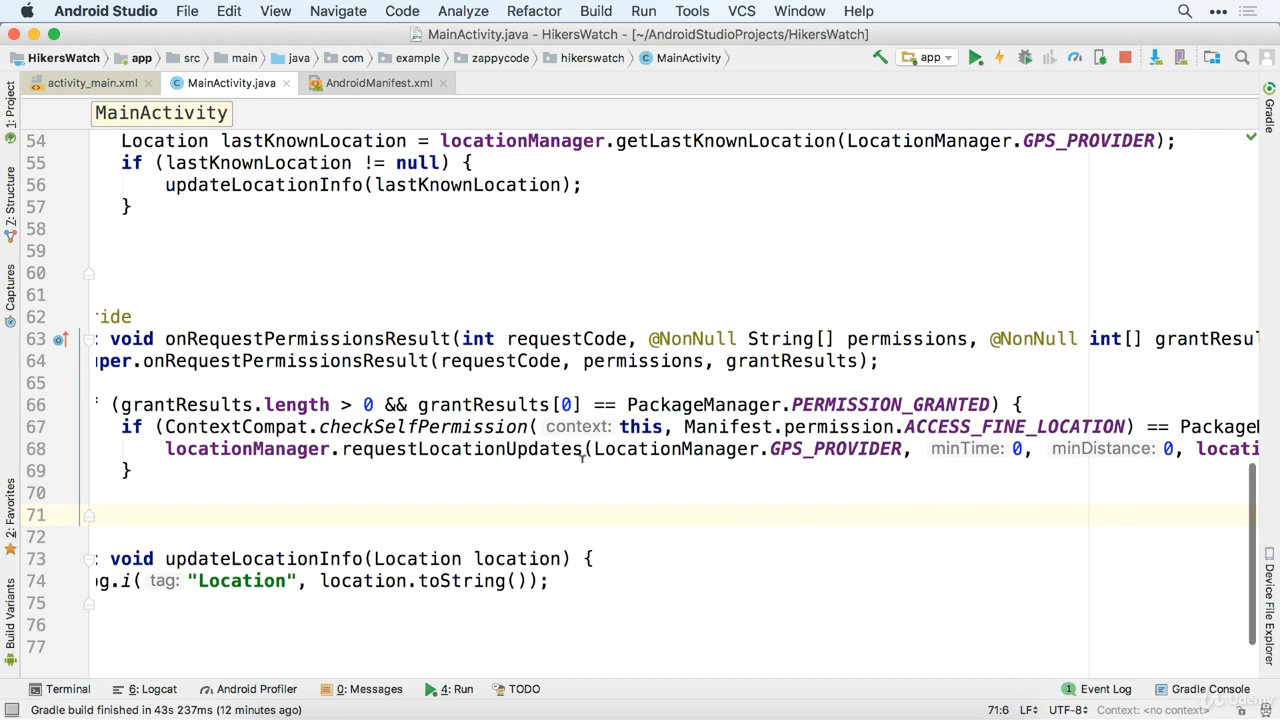 Android Studio File Edit View Navigate Code Analyze Refactor Build Run Tools VCS Window Help
MainActivity.java - HikersWatch - [~/AndroidStudioProjects/HikersWatch]
HikersWatch app src main java com example zappycode hikerswatch MainActivity app
activity_main.xml MainActivity.java AndroidManifest.xml
MainActivity
54 Location lastKnownLocation = locationManager.getLastKnownLocation(LocationManager.GPS_PROVIDER);
55 if (lastKnownLocation != null) {
56 updateLocationInfo(lastKnownLocation);
57 }
58
59
60
61
62 ride
63 void onRequestPermissionsResult(int requestCode, @NonNull String[] permissions, @NonNull int[] grantResul
64 per.onRequestPermissionsResult(requestCode, permissions, grantResults);
65
66 (grantResults.length > 0 && grantResults[0] == PackageManager.PERMISSION_GRANTED) {
67 if (ContextCompat.checkSelfPermission( context: this, Manifest.permission.ACCESS_FINE_LOCATION) == Package
68 locationManager.requestLocationUpdates(LocationManager.GPS_PROVIDER, minTime: 0, minDistance: 0, locati
69 }
70
71
72
73 void updateLocationInfo(Location location) {
74 og.i( tag: "Location", location.toString());
75
76
77
1: Project
Z: Structure
Captures
2: Favorites
Build Variants
Gradle
Device File Explorer
Terminal 6: Logcat Android Profiler 0: Messages 4: Run TODO 1 Event Log Gradle Console
Gradle build finished in 43s 237ms (12 minutes ago) 71:6 LF÷ UTF-8÷ Context: <no context>
Udemy